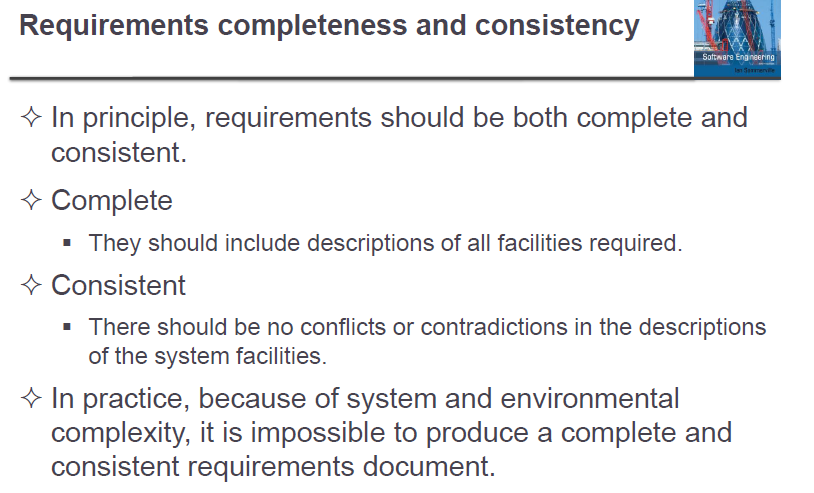 Requirements completeness and consistency
Software Engineering
Ian Sommerville
✧ In principle, requirements should be both complete and
consistent.
✧ Complete
▪ They should include descriptions of all facilities required.
✧ Consistent
▪ There should be no conflicts or contradictions in the descriptions
of the system facilities.
✧ In practice, because of system and environmental
complexity, it is impossible to produce a complete and
consistent requirements document.